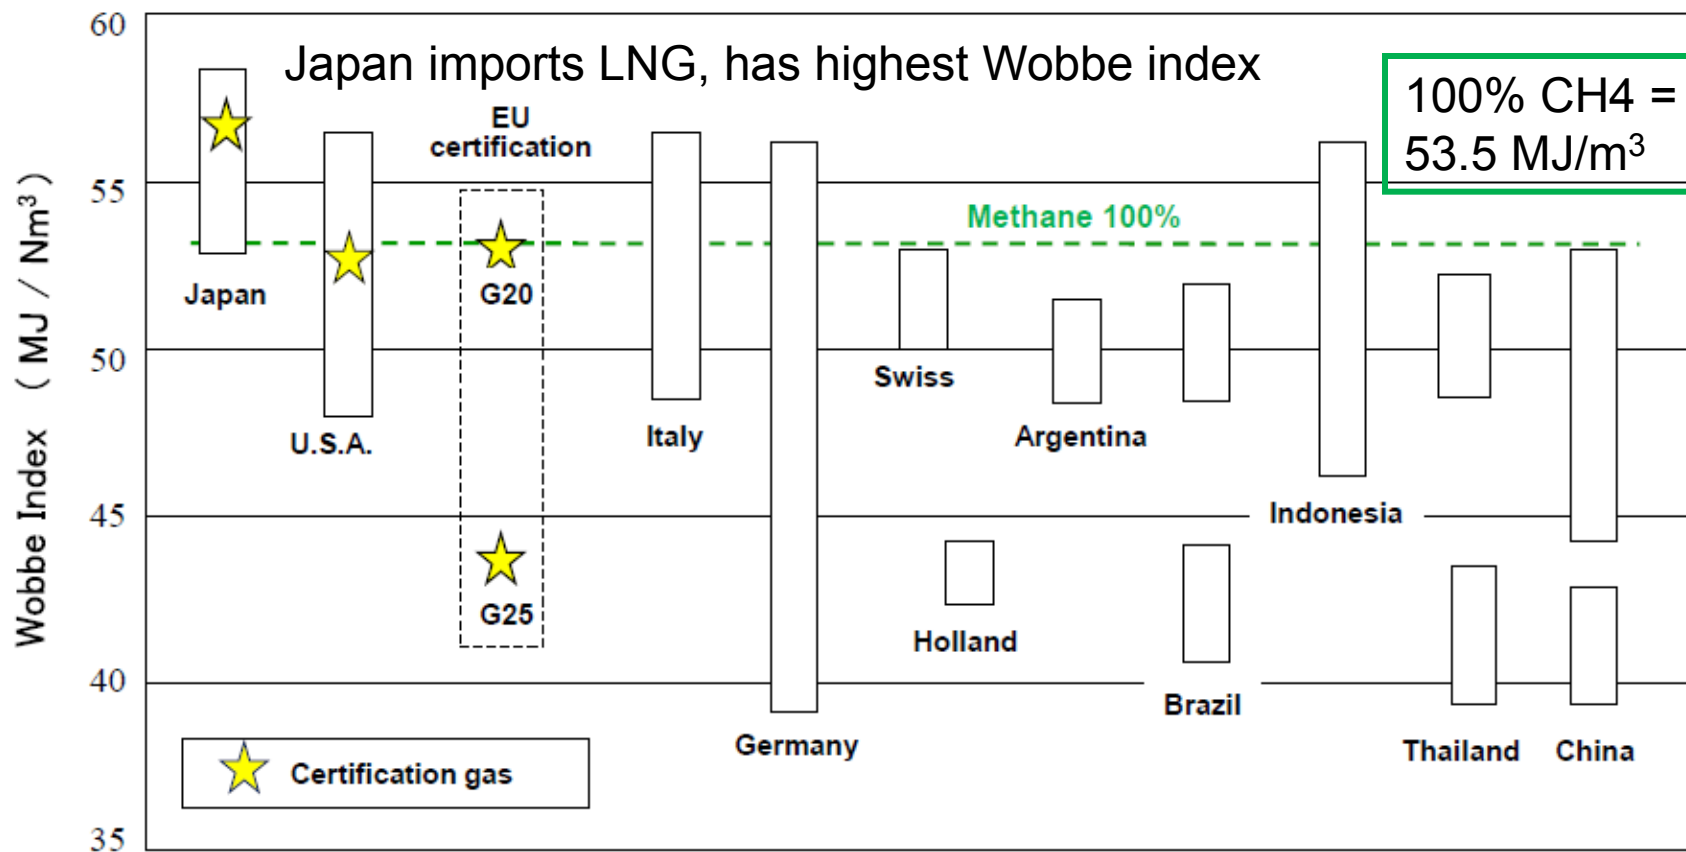 60
Japan imports LNG, has highest Wobbe index
100% CH4 =
53.5 MJ/m³
EU
certification
55
Methane 100%
Japan
G20
50
Swiss
U.S.A.
Italy
Argentina
45
Indonesia
G25
Holland
40
Brazil
Germany
Thailand
China
Certification gas
35
Wobbe Index ( MJ / Nm³ )